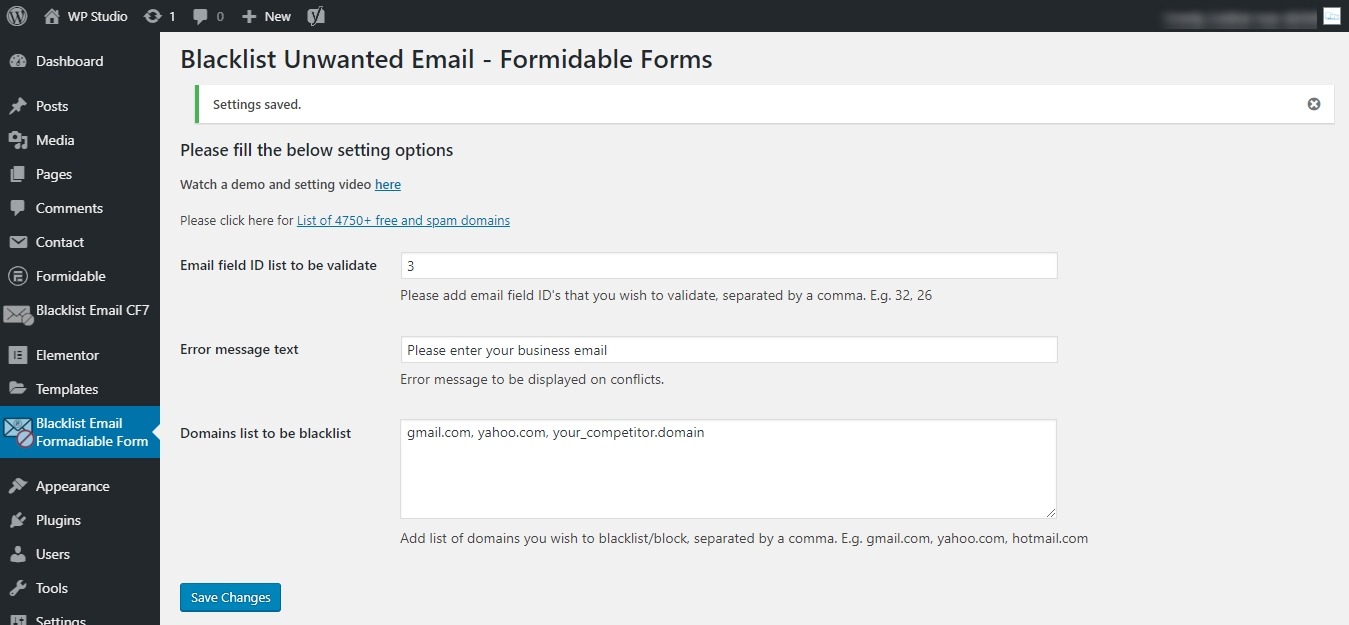 WP Studio 1 0 New
Dashboard
Posts
Media
Pages
Comments
Contact
Formidable
Blacklist Email CF7
Elementor
Templates
Blacklist Email
Formadiable Form
Appearance
Plugins
Users
Tools
Settings
Blacklist Unwanted Email - Formidable Forms
Settings saved.
Please fill the below setting options
Watch a demo and setting video here
Please click here for List of 4750+ free and spam domains
Email field ID list to be validate 3
Please add email field ID's that you wish to validate, separated by a comma. E.g. 32, 26
Error message text Please enter your business email
Error message to be displayed on conflicts.
Domains list to be blacklist gmail.com, yahoo.com, your_competitor.domain
Add list of domains you wish to blacklist/block, separated by a comma. E.g. gmail.com, yahoo.com, hotmail.com
Save Changes